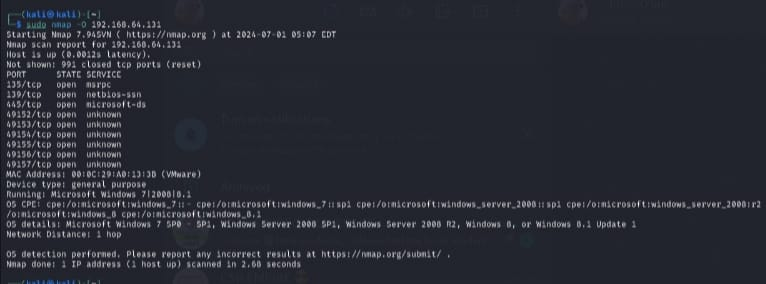 (kali㉿kali)-[~]
$ sudo nmap -O 192.168.64.131
Starting Nmap 7.94SVN ( https://nmap.org ) at 2024-07-01 05:07 EDT
Nmap scan report for 192.168.64.131
Host is up (0.0012s latency).
Not shown: 991 closed tcp ports (reset)
PORT STATE SERVICE
135/tcp open msrpc
139/tcp open netbios-ssn
445/tcp open microsoft-ds
49152/tcp open unknown
49153/tcp open unknown
49154/tcp open unknown
49155/tcp open unknown
49156/tcp open unknown
49157/tcp open unknown
MAC Address: 00:0C:29:A0:13:3B (VMware)
Device type: general purpose
Running: Microsoft Windows 7|2008|8.1
OS CPE: cpe:/o:microsoft:windows_7::- cpe:/o:microsoft:windows_7::sp1 cpe:/o:microsoft:windows_server_2008::sp1 cpe:/o:microsoft:windows_server_2008:r2
/o:microsoft:windows_8 cpe:/o:microsoft:windows_8.1
OS details: Microsoft Windows 7 SP0 - SP1, Windows Server 2008 SP1, Windows Server 2008 R2, Windows 8, or Windows 8.1 Update 1
Network Distance: 1 hop
OS detection performed. Please report any incorrect results at https://nmap.org/submit/ .
Nmap done: 1 IP address (1 host up) scanned in 2.60 seconds
(kali㉿kali)-[~]